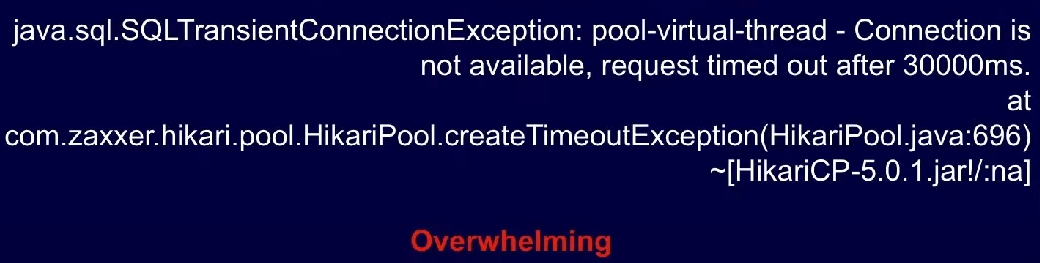 java.sql.SQLTransientConnectionException: pool-virtual-thread - Connection is
not available, request timed out after 30000ms.
at
com.zaxxer.hikari.pool.HikariPool.createTimeoutException(HikariPool.java:696)
~[HikariCP-5.0.1.jar!/:na]
Overwhelming